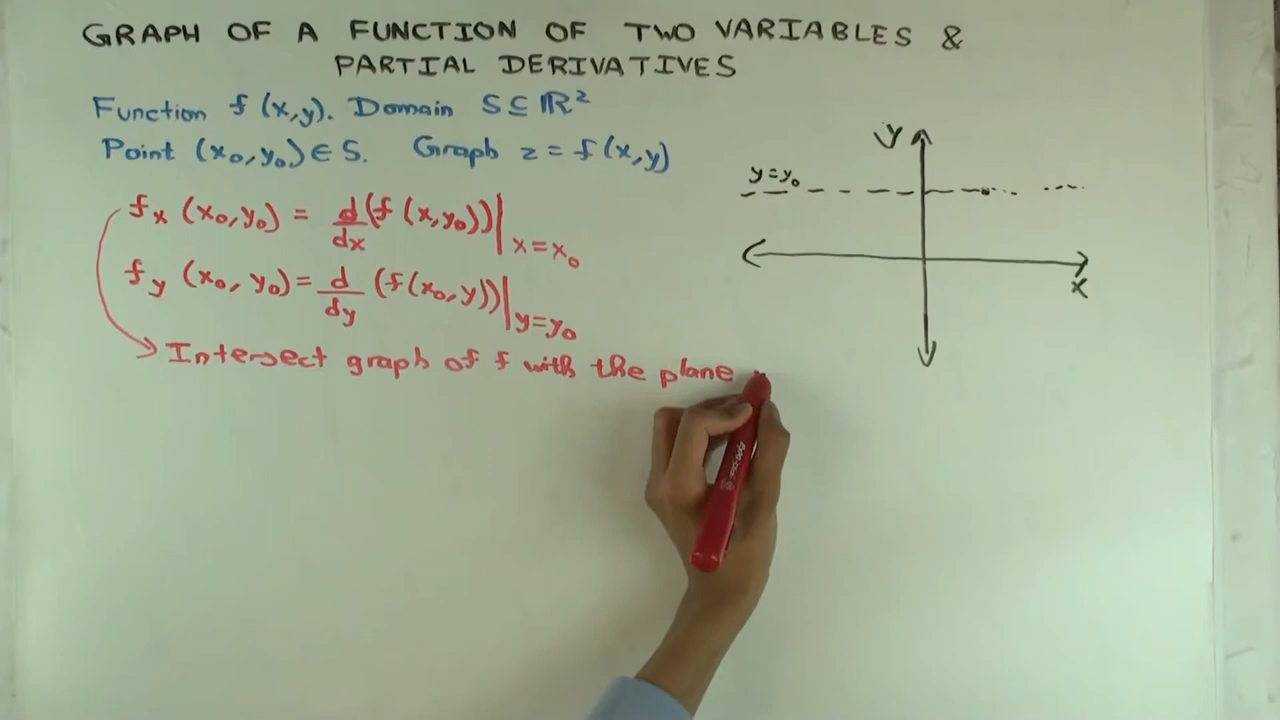 GRAPH OF A FUNCTION OF TWO VARIABLES &
PARTIAL DERIVATIVES
Function f (x,y). Domain S ⊆ ℝ²
Point (x₀,y₀) ∈ S. Graph z = f(x,y)
fₓ (x₀,y₀) = d/dx (f (x,y₀))|ₓ₌ₓ₀
f_y (x₀, y₀) = d/dy (f(x₀,y))|y=y₀
Intersect graph of f with the plane
y
y=y₀
x